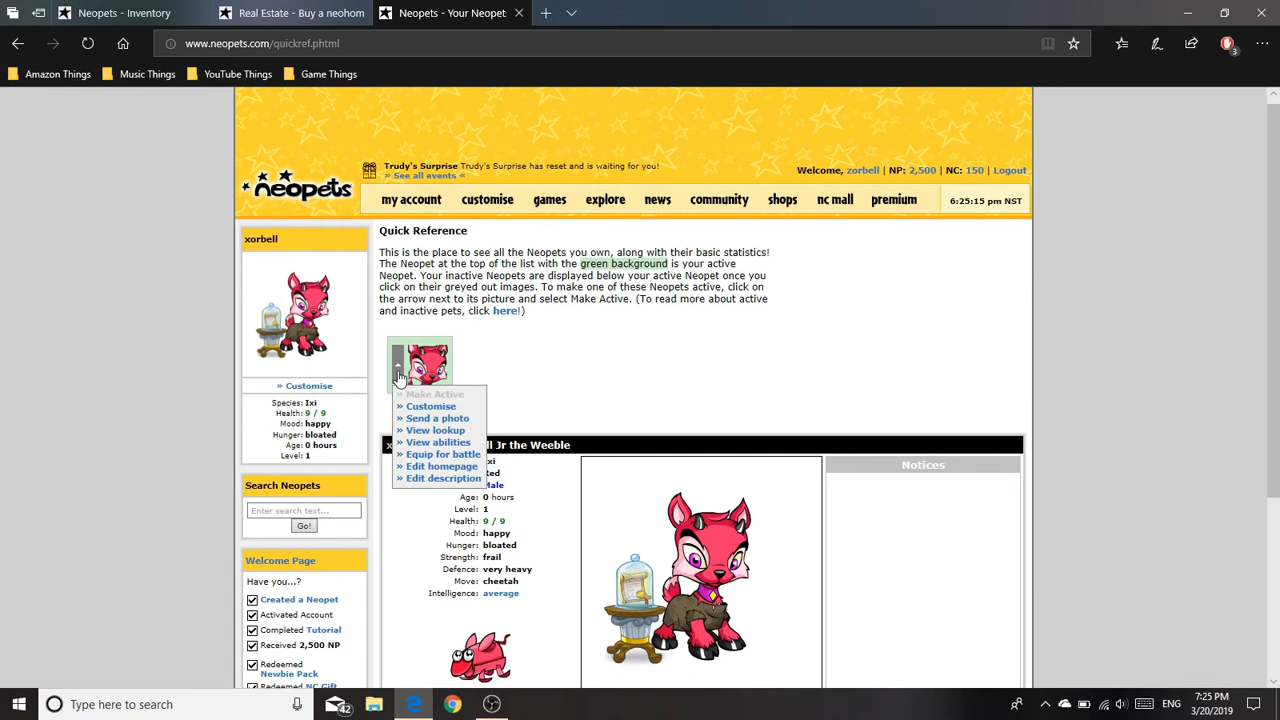 Neopets - Inventory
Real Estate - Buy a neohom
Neopets - Your Neopet
www.neopets.com/quickref.phtml
3
Amazon Things
Music Things
YouTube Things
Game Things
Trudy's Surprise Trudy's Surprise has reset and is waiting for you!
» See all events «
Welcome, zorbell | NP: 2,500 | NC: 150 | Logout
neopets
my account
customise
games
explore
news
community
shops
nc mall
premium
6:25:15 pm NST
xorbell
» Customise
Species: Ixi
Health: 9 / 9
Mood: happy
Hunger: bloated
Age: 0 hours
Level: 1
Search Neopets
Enter search text...
Go!
Welcome Page
Have you...?
Created a Neopet
Activated Account
Completed Tutorial
Received 2,500 NP
Redeemed
Newbie Pack
Redeemed NC Gift
Quick Reference
This is the place to see all the Neopets you own, along with their basic statistics!
The Neopet at the top of the list with the green background is your active
Neopet. Your inactive Neopets are displayed below your active Neopet once you
click on their greyed out images. To make one of these Neopets active, click on
the arrow next to its picture and select Make Active. (To read more about active
and inactive pets, click here!)
» Make Active
» Customise
» Send a photo
» View lookup
» View abilities
» Equip for battle
» Edit homepage
» Edit description
x
ll Jr the Weeble
xi
ed
Male
Age: 0 hours
Level: 1
Health: 9 / 9
Mood: happy
Hunger: bloated
Strength: frail
Defence: very heavy
Move: cheetah
Intelligence: average
Notices
Type here to search
42
ENG
7:25 PM
3/20/2019